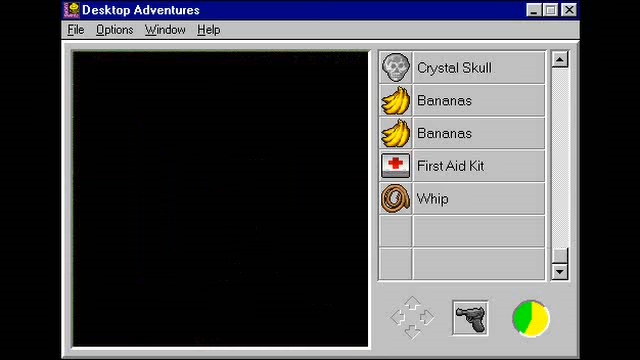 Desktop Adventures
File Options Window Help
Crystal Skull
Bananas
Bananas
First Aid Kit
Whip